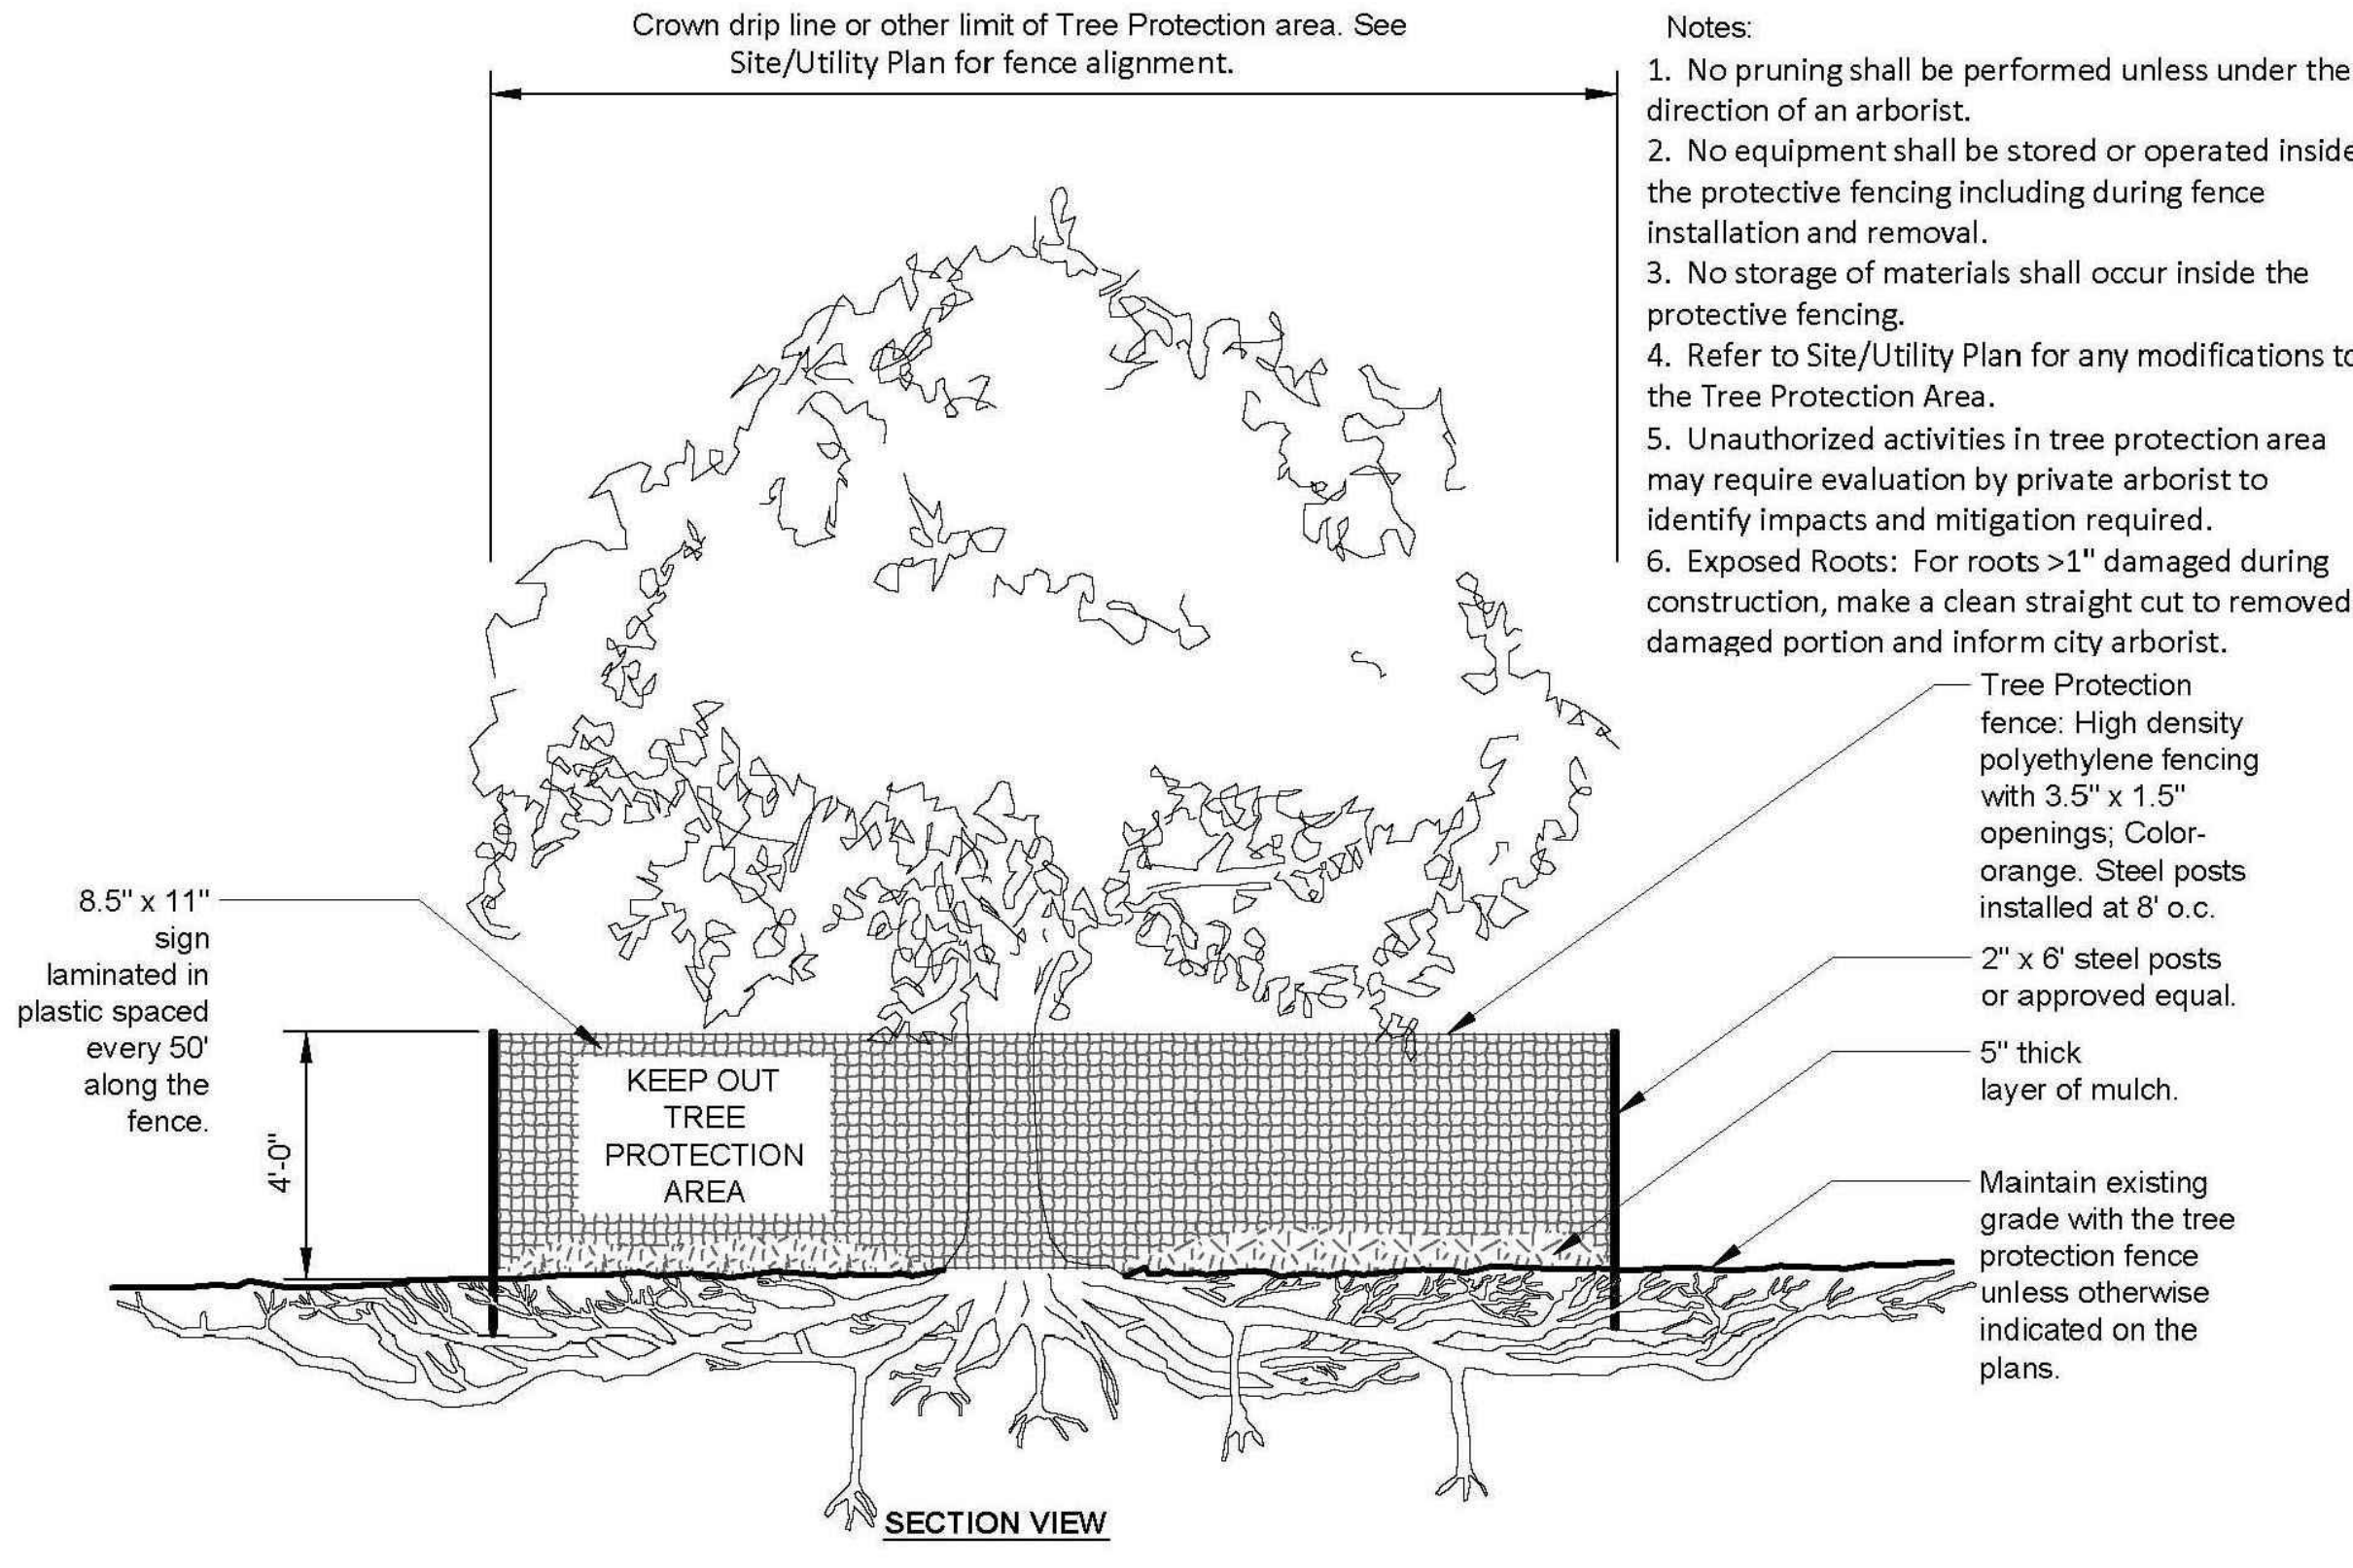 Crown drip line or other limit of Tree Protection area. See
Site/Utility Plan for fence alignment.
Notes:
1. No pruning shall be performed unless under the
direction of an arborist.
2. No equipment shall be stored or operated inside
the protective fencing including during fence
installation and removal.
3. No storage of materials shall occur inside the
protective fencing.
4. Refer to Site/Utility Plan for any modifications to
the Tree Protection Area.
5. Unauthorized activities in tree protection area
may require evaluation by private arborist to
identify impacts and mitigation required.
6. Exposed Roots: For roots >1" damaged during
construction, make a clean straight cut to removed
damaged portion and inform city arborist.
Tree Protection
fence: High density
polyethylene fencing
with 3.5" x 1.5"
openings; Color-
orange. Steel posts
installed at 8' o.c.
2" x 6' steel posts
or approved equal.
5" thick
layer of mulch.
Maintain existing
grade with the tree
protection fence
unless otherwise
indicated on the
plans.
8.5" x 11"
sign
laminated in
plastic spaced
every 50'
along the
fence.
4'-0"
KEEP OUT
TREE
PROTECTION
AREA
SECTION VIEW